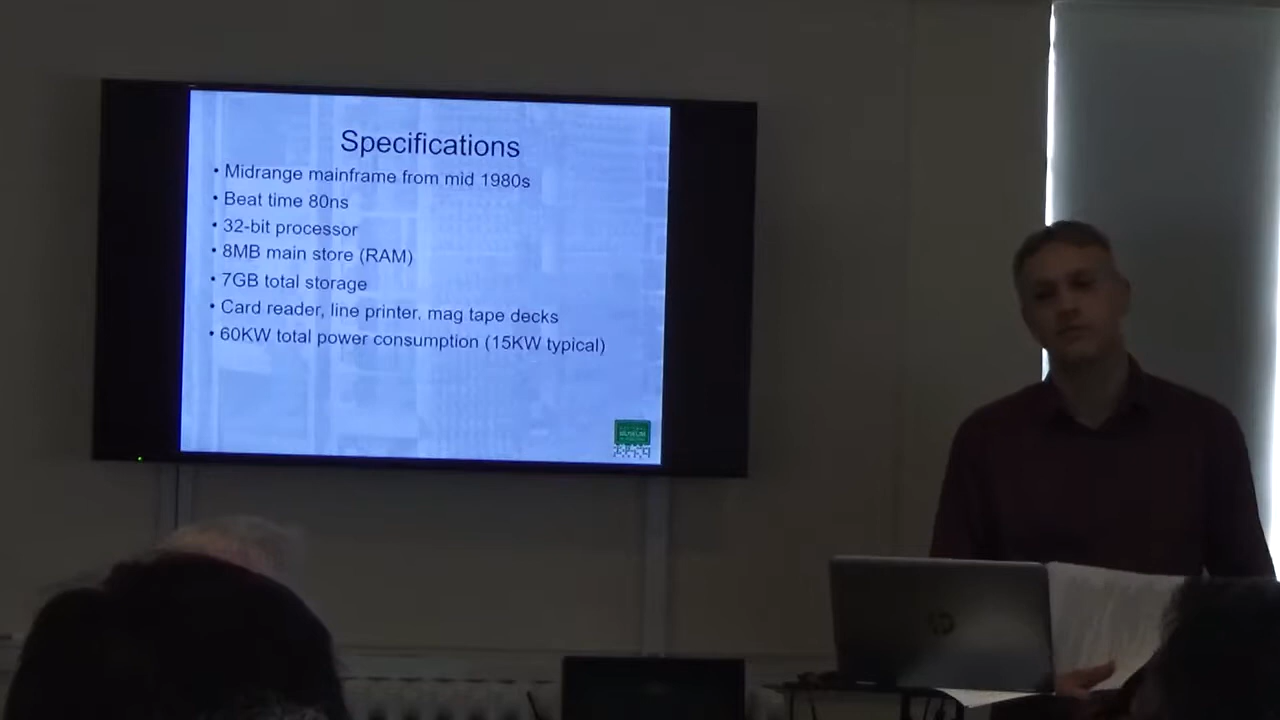 Specifications
• Midrange mainframe from mid 1980s
• Beat time 80ns
• 32-bit processor
• 8MB main store (RAM)
• 7GB total storage
• Card reader, line printer, mag tape decks
• 60KW total power consumption (15KW typical)
hp